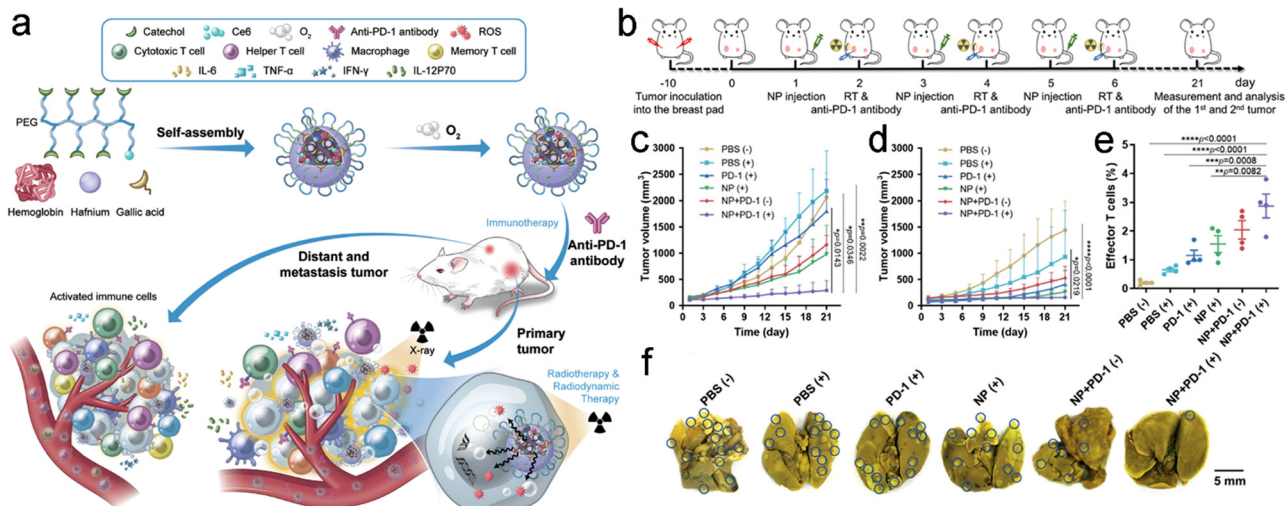 a
Catechol Ce6 O2 Anti-PD-1 antibody ROS
Cytotoxic T cell Helper T cell Macrophage Memory T cell
IL-6 TNF-α IFN-γ IL-12P70
PEG
Self-assembly
O2
Hemoglobin Hafnium Gallic acid
Immunotherapy
Anti-PD-1
antibody
Distant and
metastasis tumor
Activated immune cells
X-ray
Primary
tumor
Radiotherapy &
Radiodynamic
Therapy
b
-10 0 1 2 3 4 5 6 21 day
Tumor inoculation
into the breast pad
NP injection
RT &
anti-PD-1 antibody
NP injection
RT &
anti-PD-1 antibody
NP injection
RT &
anti-PD-1 antibody
Measurement and analysis
of the 1st and 2nd tumor
c
Tumor volume (mm3)
3000
2500
2000
1500
1000
500
0
PBS (-)
PBS (+)
PD-1 (+)
NP (+)
NP+PD-1 (-)
NP+PD-1 (+)
*p=0.0143
*p=0.0346
**p=0.0022
0 3 6 9 12 15 18 21
Time (day)
d
Tumor volume (mm3)
3000
2500
2000
1500
1000
500
0
PBS (-)
PBS (+)
PD-1 (+)
NP (+)
NP+PD-1 (-)
NP+PD-1 (+)
*p=0.0219
****p<0.0001
0 3 6 9 12 15 18 21
Time (day)
e
Effector T cells (%)
5
4
3
2
1
0
****p<0.0001
****p<0.0001
***p=0.0008
**p=0.0082
PBS (-)
PBS (+)
PD-1 (+)
NP (+)
NP+PD-1 (-)
NP+PD-1 (+)
f
PBS (-)
PBS (+)
PD-1 (+)
NP (+)
NP+PD-1 (-)
NP+PD-1 (+)
5 mm